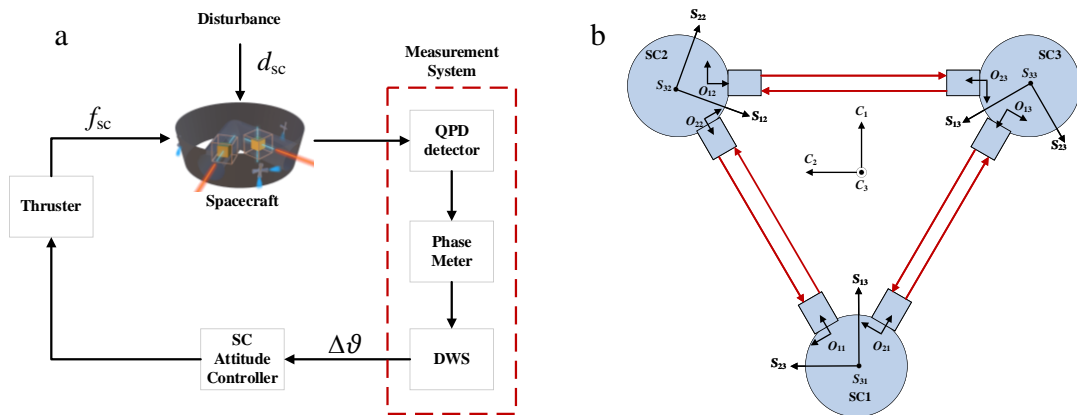 a
Disturbance
d_sc
Measurement
System
f_sc
QPD
detector
Thruster
Spacecraft
Phase
Meter
SC
Attitude
Controller
Δϑ
DWS
b
S₂₂
SC2
S₃₂
O₁₂
S₁₂
O₂₂
SC3
O₂₃
S₃₃
O₁₃
S₁₃
S₂₃
C₁
C₂
C₃
S₁₃
O₁₁
O₂₁
S₂₃
S₃₁
SC1